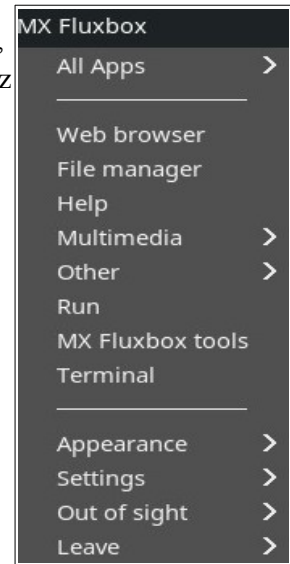 MX Fluxbox
,
All Apps >
z
Web browser
File manager
Help
Multimedia >
Other >
Run
MX Fluxbox tools
Terminal
Appearance >
Settings >
Out of sight >
Leave >